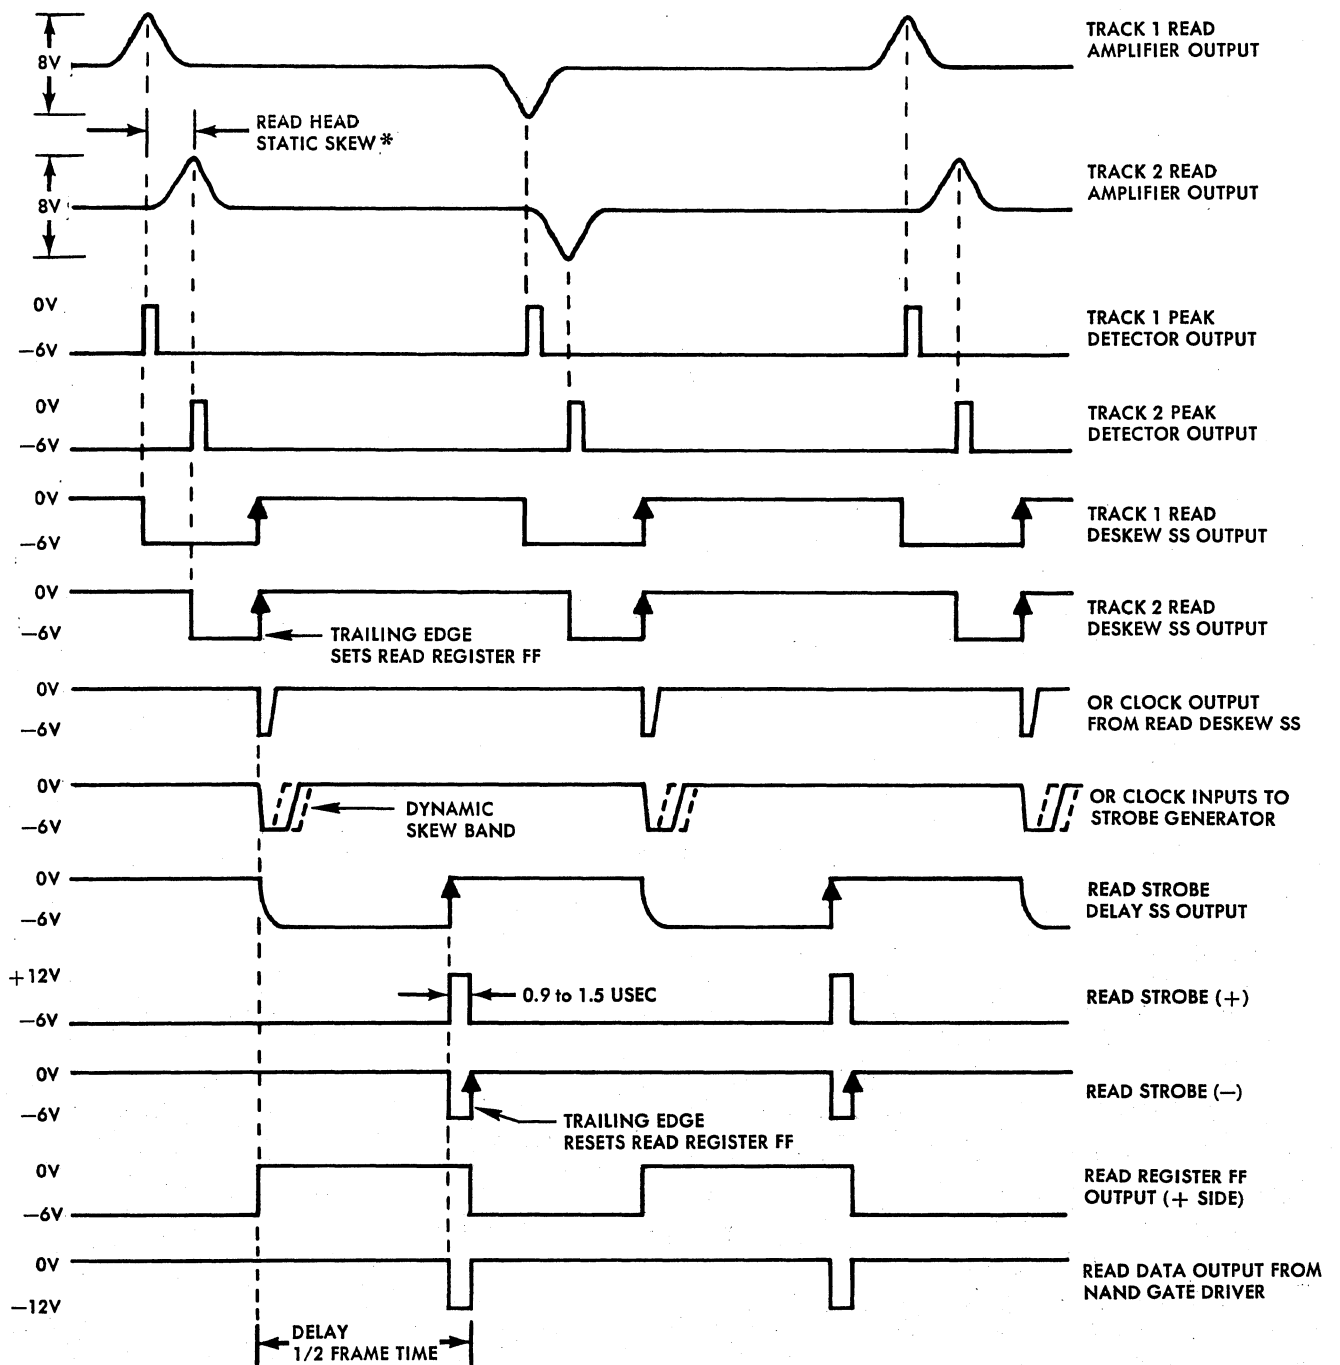 TRACK 1 READ
AMPLIFIER OUTPUT
8V
READ HEAD
STATIC SKEW*
TRACK 2 READ
AMPLIFIER OUTPUT
8V
0V
TRACK 1 PEAK
DETECTOR OUTPUT
—6V
0V
TRACK 2 PEAK
DETECTOR OUTPUT
—6V
0V
TRACK 1 READ
DESKEW SS OUTPUT
—6V
0V
TRACK 2 READ
DESKEW SS OUTPUT
—6V
TRAILING EDGE
SETS READ REGISTER FF
0V
OR CLOCK OUTPUT
FROM READ DESKEW SS
—6V
0V
OR CLOCK INPUTS TO
STROBE GENERATOR
DYNAMIC
SKEW BAND
—6V
0V
READ STROBE
DELAY SS OUTPUT
—6V
+12V
0.9 to 1.5 USEC
READ STROBE (+)
—6V
0V
READ STROBE (—)
—6V
TRAILING EDGE
RESETS READ REGISTER FF
0V
READ REGISTER FF
OUTPUT (+ SIDE)
—6V
0V
READ DATA OUTPUT FROM
NAND GATE DRIVER
—12V
DELAY
1/2 FRAME TIME